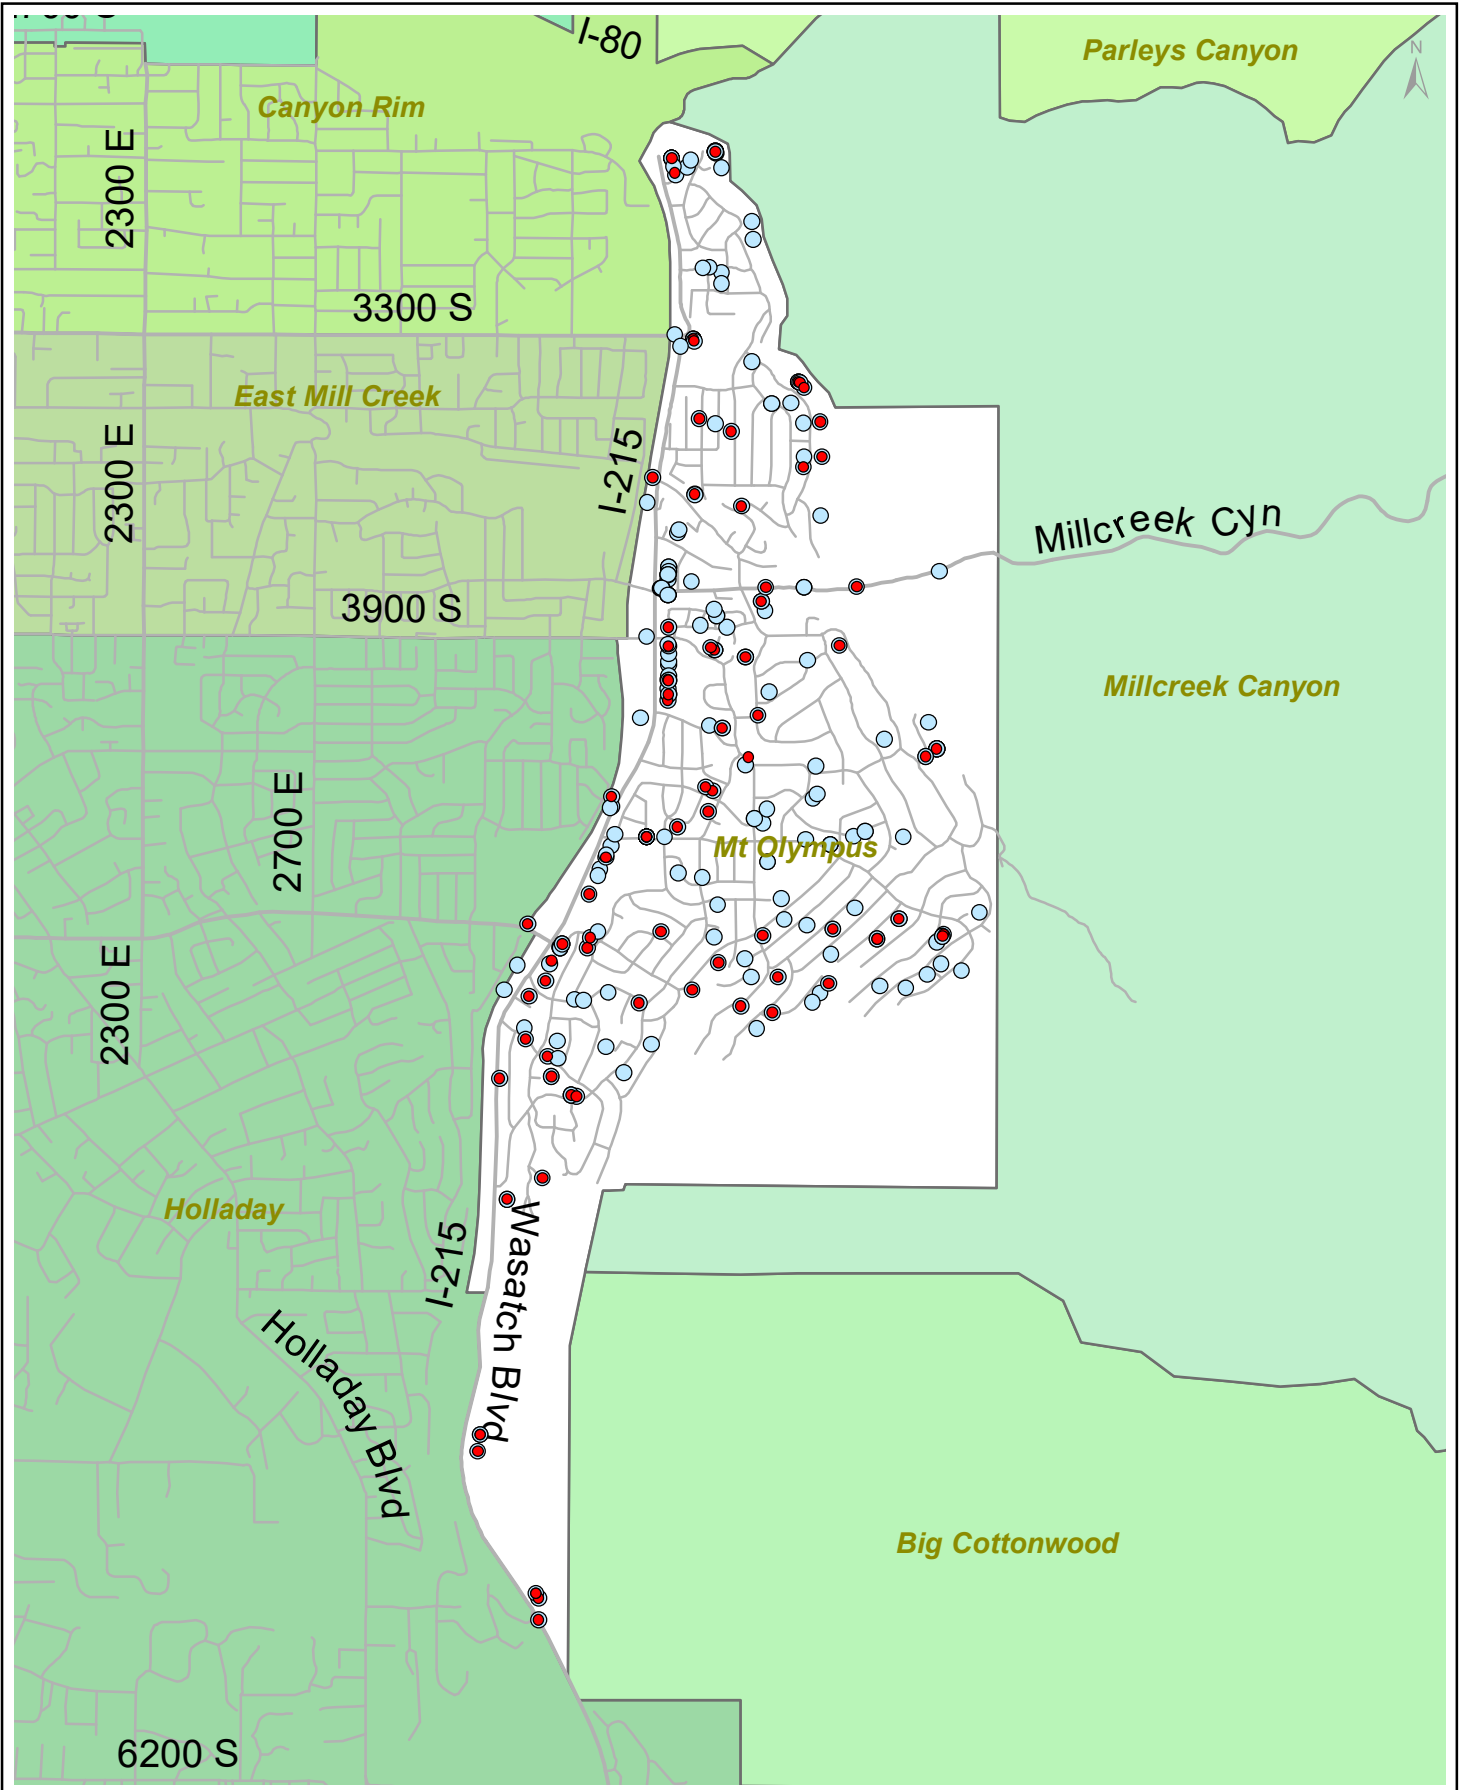 I-80
Parleys Canyon
N
Canyon Rim
2300 E
3300 S
East Mill Creek
2300 E
I-215
Millcreek Cyn
3900 S
Millcreek Canyon
2700 E
Mt Olympus
2300 E
Holladay
I-215
Wasatch Blvd
Holladay Blvd
Big Cottonwood
6200 S